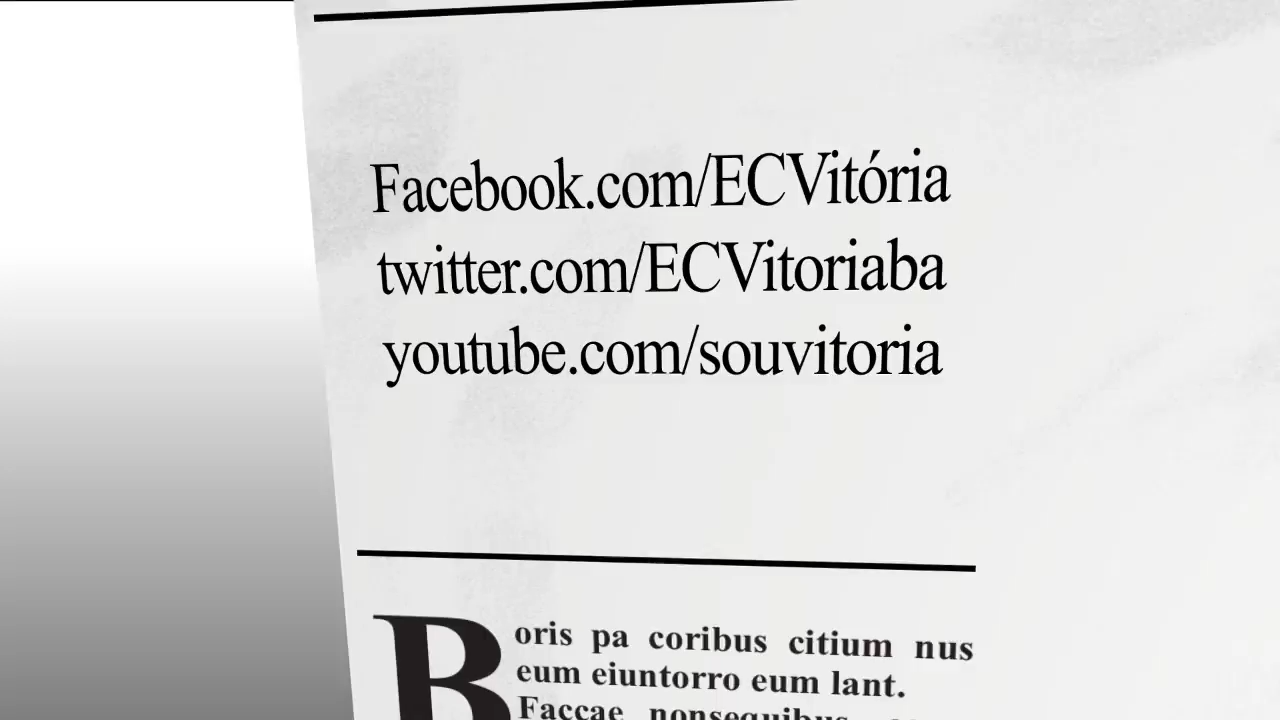 Facebook.com/ECVitória
twitter.com/ECVitoriaba
youtube.com/souvitoria
Boris pa coribus citium nus
eum eiuntorro eum lant.
Faccae nonsequibus